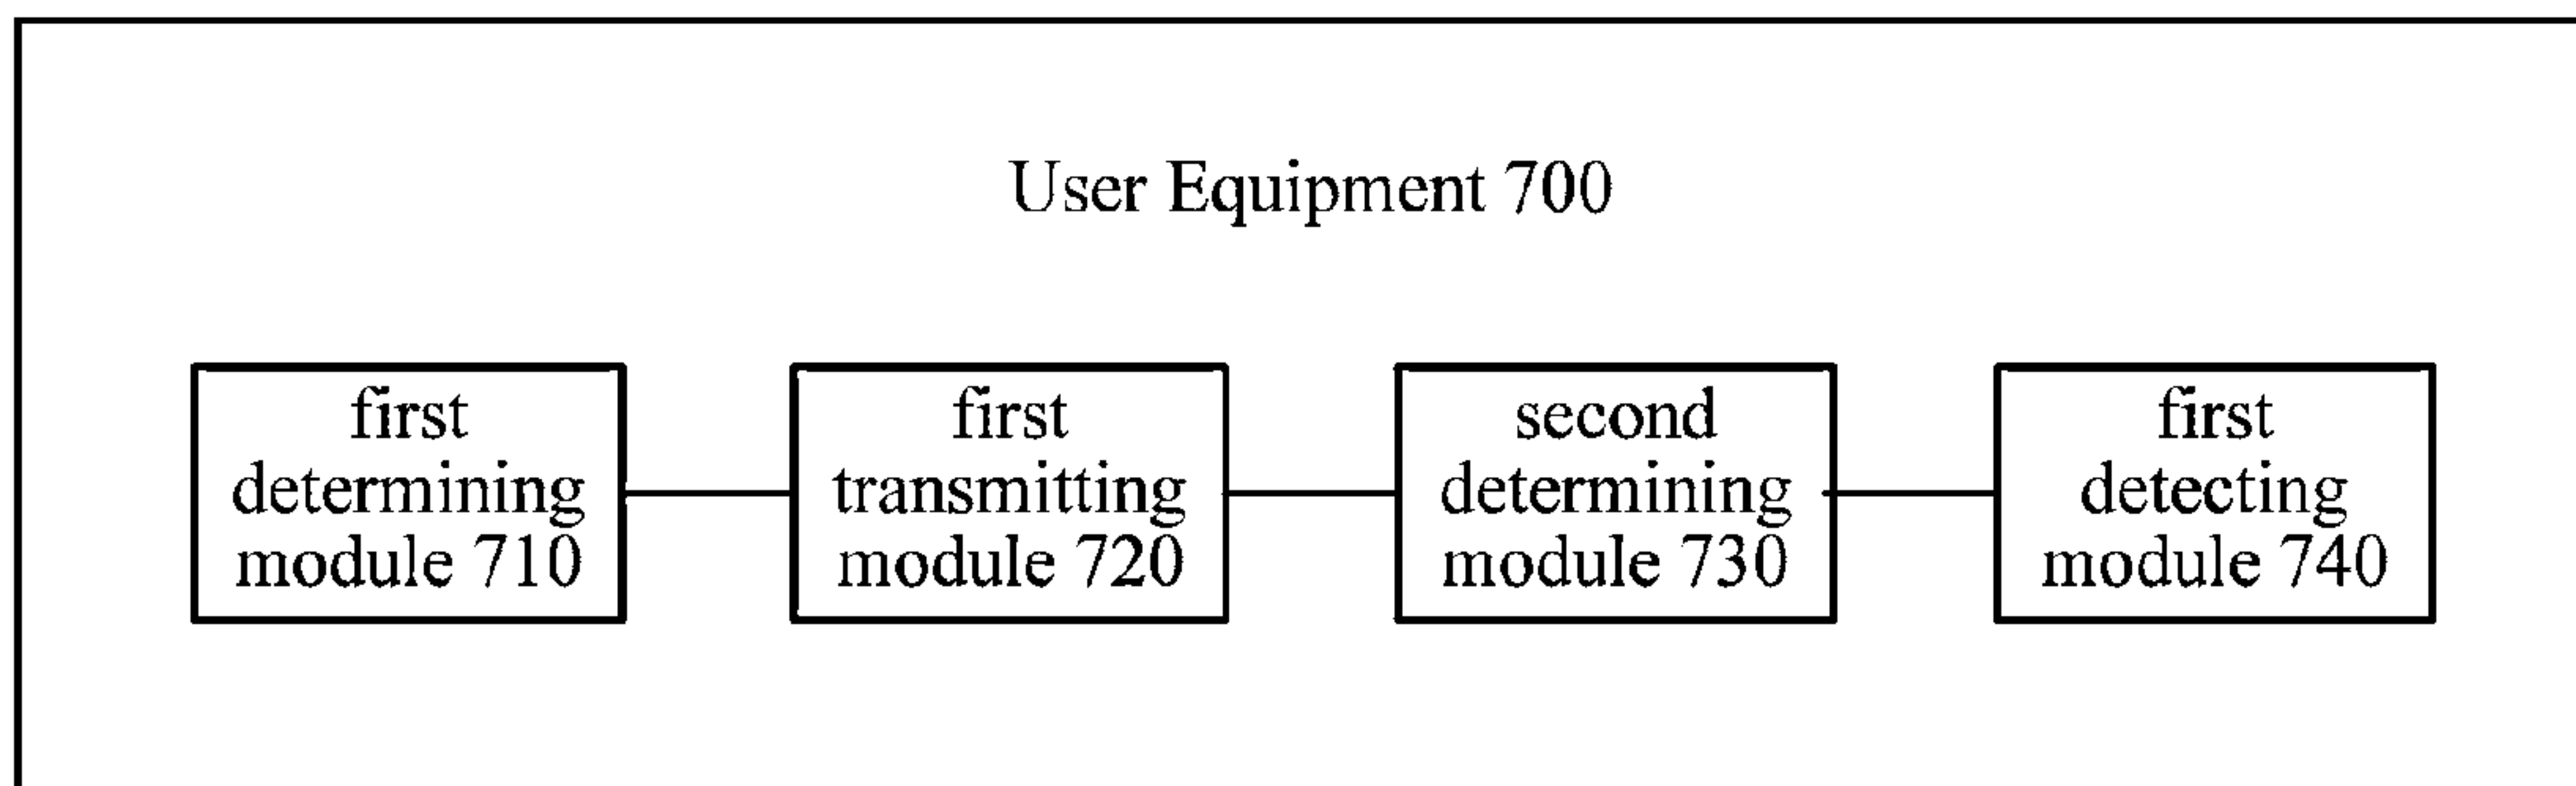 User Equipment 700
first
determining
module 710
first
transmitting
module 720
second
determining
module 730
first
detecting
module 740